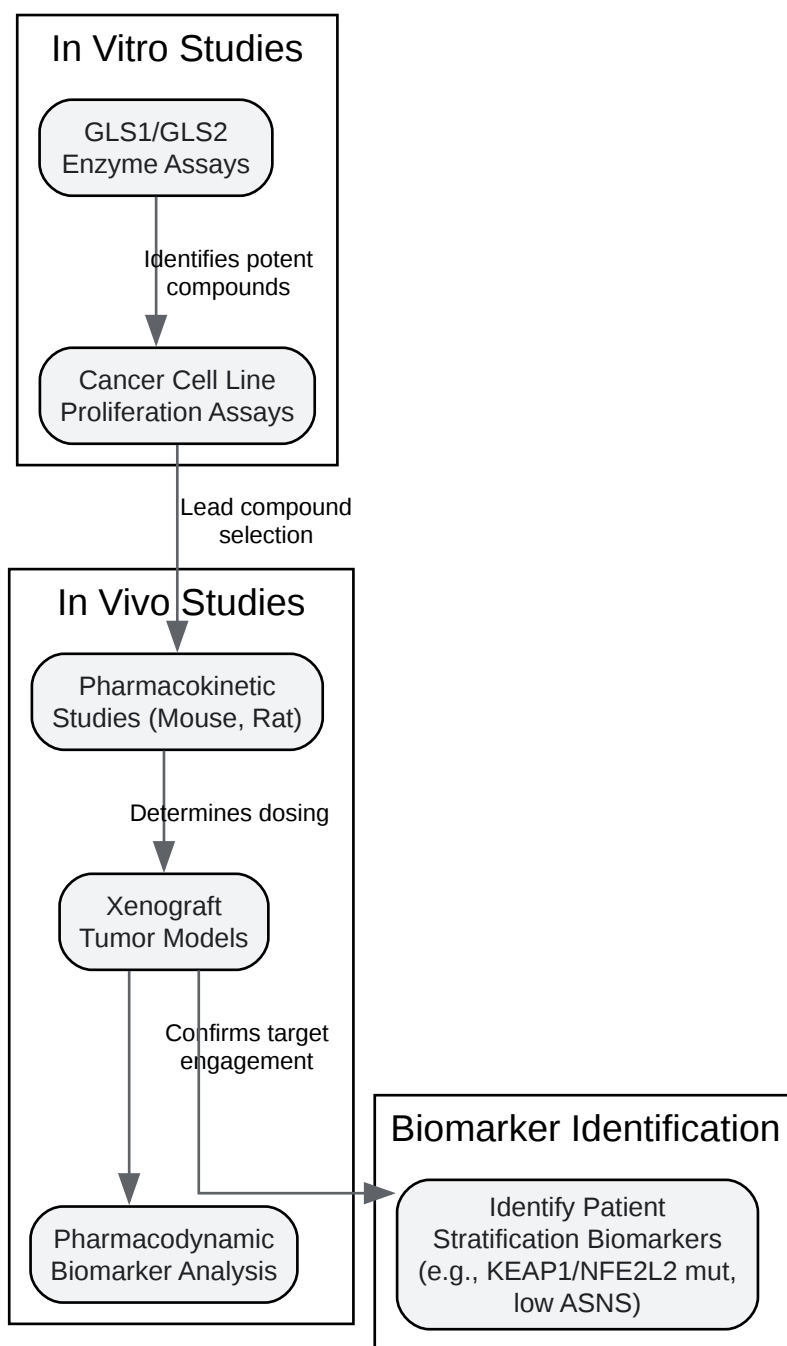 In Vitro Studies
GLS1/GLS2
Enzyme Assays
Identifies potent
compounds
Cancer Cell Line
Proliferation Assays
Lead compound
selection
In Vivo Studies
Pharmacokinetic
Studies (Mouse, Rat)
Determines dosing
Xenograft
Tumor Models
Confirms target
engagement
Pharmacodynamic
Biomarker Analysis
Biomarker Identification
Identify Patient
Stratification Biomarkers
(e.g., KEAP1/NFE2L2 mut,
low ASNS)